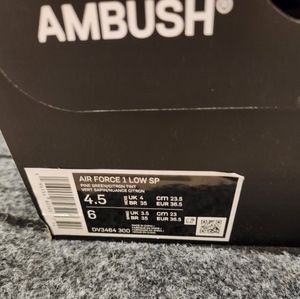 AMBUSH®
AIR FORCE 1 LOW SP
PINE GREEN/CITRON TINT
VERT SAPIN/NUANCE CITRON
4.5 UK 4 cm 23.5
BR 35 EUR 36.5
6 UK 3.5 cm 23
BR 35 EUR 36.5
DV3464 300